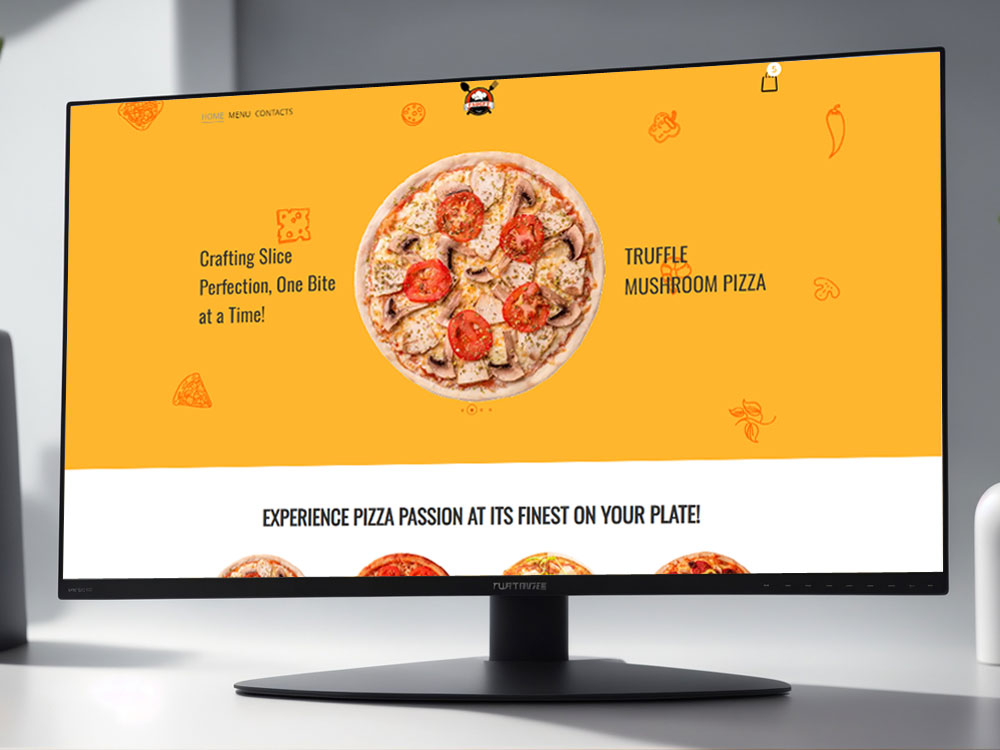 HOME MENU CONTACTS
5
Crafting Slice
Perfection, One Bite
at a Time!
TRUFFLE
MUSHROOM PIZZA
EXPERIENCE PIZZA PASSION AT ITS FINEST ON YOUR PLATE!